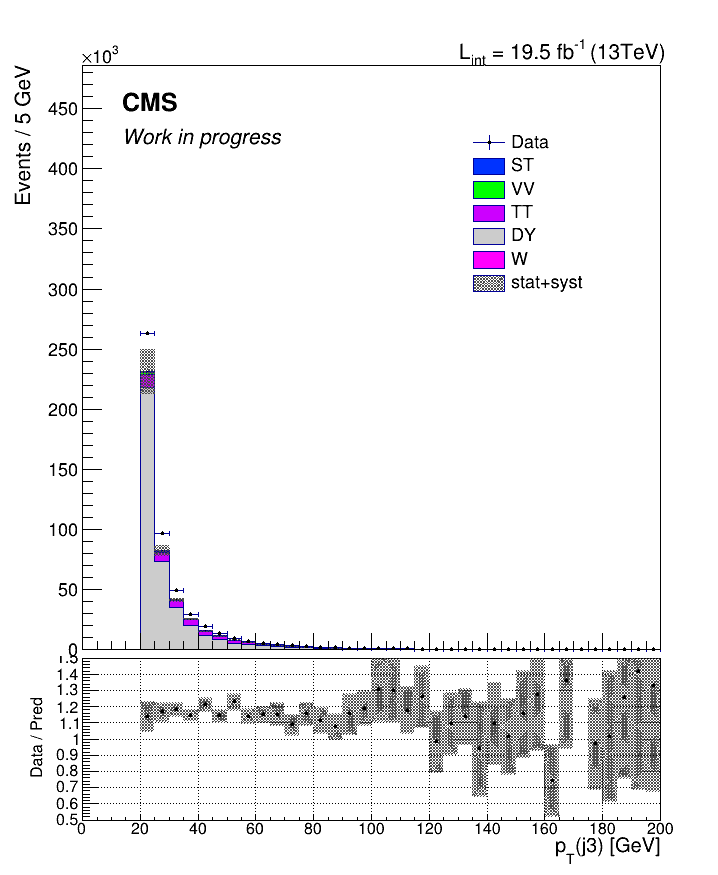 ×10³
L_int = 19.5 fb⁻¹ (13TeV)
Events / 5 GeV
CMS
Work in progress
450
400
350
300
250
200
150
100
50
0
Data
ST
VV
TT
DY
W
stat+syst
Data / Pred
1.5
1.4
1.3
1.2
1.1
1
0.9
0.8
0.7
0.6
0.5
0 20 40 60 80 100 120 140 160 180 200
p_T(j3) [GeV]